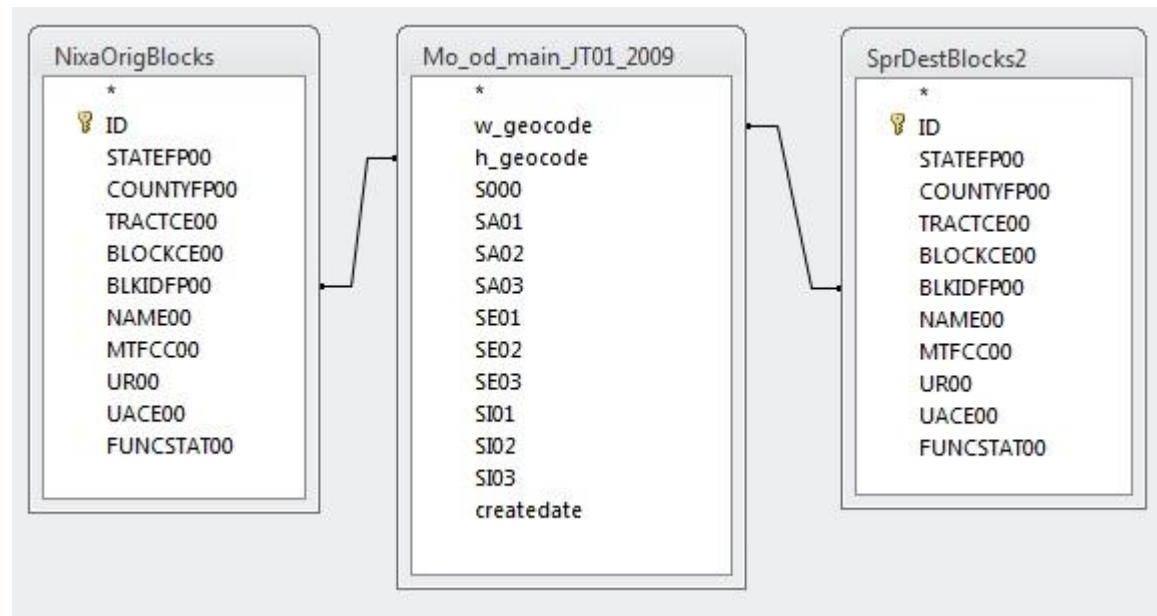 NixaOrigBlocks
*
ID
STATEFP00
COUNTYFP00
TRACTCE00
BLOCKCE00
BLKIDFP00
NAME00
MTFCC00
UR00
UACE00
FUNCSTAT00
Mo_od_main_JT01_2009
*
w_geocode
h_geocode
S000
SA01
SA02
SA03
SE01
SE02
SE03
SI01
SI02
SI03
createdate
SprDestBlocks2
*
ID
STATEFP00
COUNTYFP00
TRACTCE00
BLOCKCE00
BLKIDFP00
NAME00
MTFCC00
UR00
UACE00
FUNCSTAT00